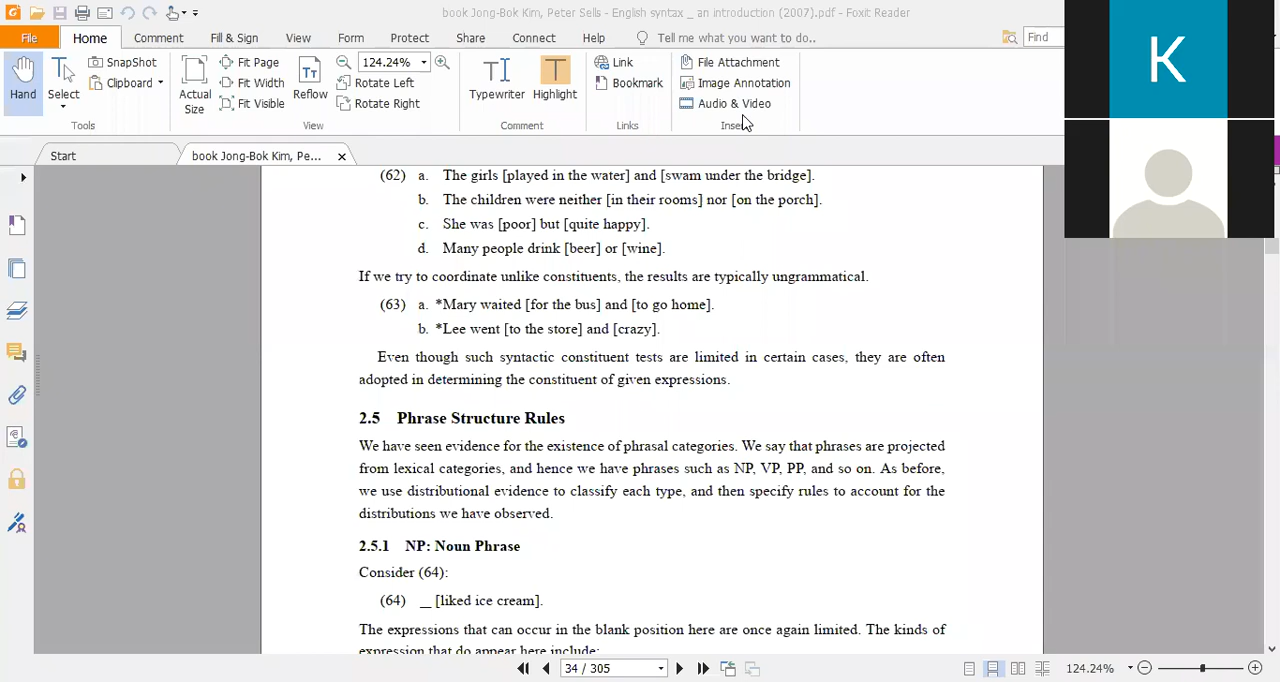 book Jong-Bok Kim, Peter Sells - English syntax _ an introduction (2007).pdf - Foxit Reader
File Home Comment Fill & Sign View Form Protect Share Connect Help Tell me what you want to do.. Find
Hand Select SnapShot Clipboard
Tools
Actual Size Fit Page Fit Width Fit Visible Reflow 124.24% Rotate Left Rotate Right
View
Typewriter Highlight
Comment
Link Bookmark
Links
File Attachment Image Annotation Audio & Video
K
Start book Jong-Bok Kim, Pe...
(62) a. The girls [played in the water] and [swam under the bridge].
b. The children were neither [in their rooms] nor [on the porch].
c. She was [poor] but [quite happy].
d. Many people drink [beer] or [wine].
If we try to coordinate unlike constituents, the results are typically ungrammatical.
(63) a. *Mary waited [for the bus] and [to go home].
b. *Lee went [to the store] and [crazy].
Even though such syntactic constituent tests are limited in certain cases, they are often
adopted in determining the constituent of given expressions.
2.5 Phrase Structure Rules
We have seen evidence for the existence of phrasal categories. We say that phrases are projected
from lexical categories, and hence we have phrases such as NP, VP, PP, and so on. As before,
we use distributional evidence to classify each type, and then specify rules to account for the
distributions we have observed.
2.5.1 NP: Noun Phrase
Consider (64):
(64) _ [liked ice cream].
The expressions that can occur in the blank position here are once again limited. The kinds of
expression that do appear here include:
34 / 305
124.24%